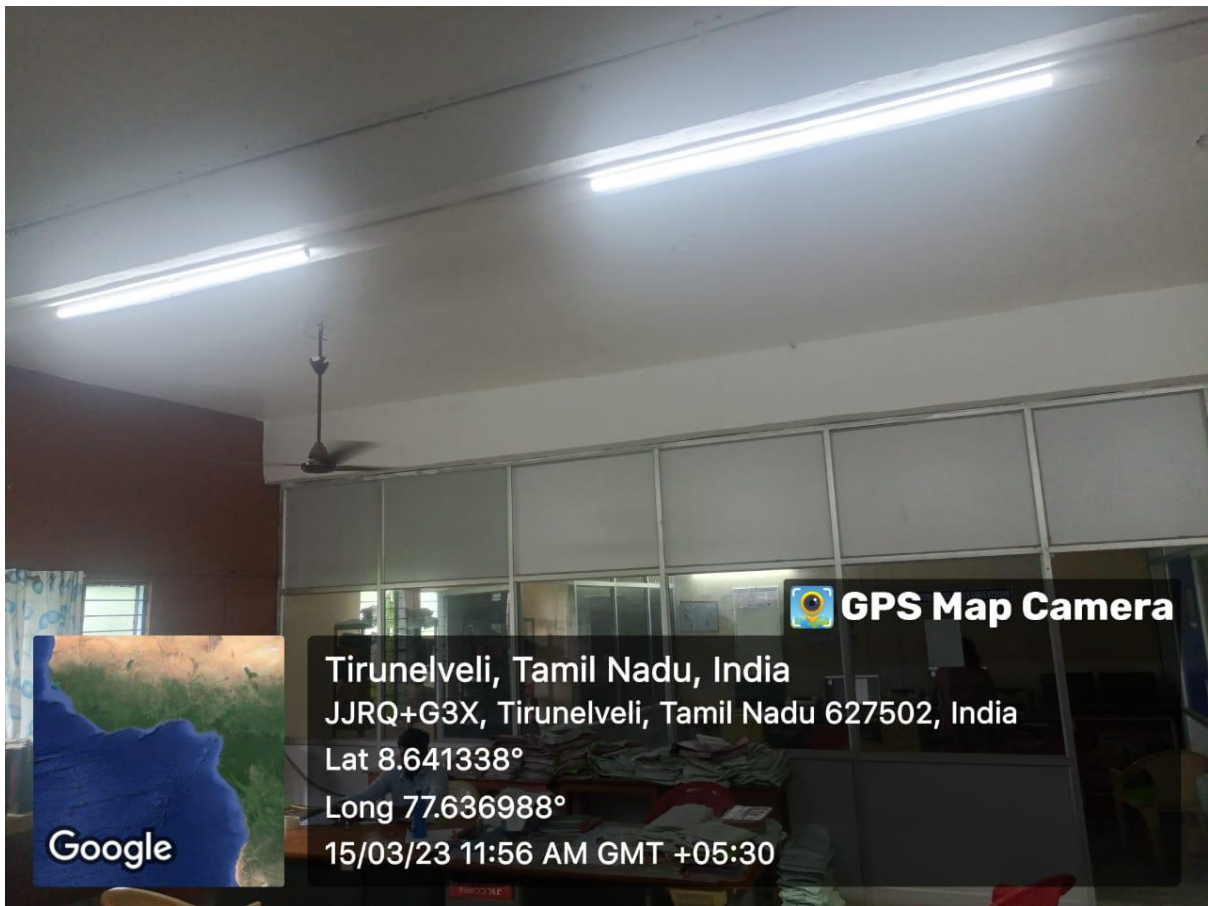 GPS Map Camera
Tirunelveli, Tamil Nadu, India
JJRQ+G3X, Tirunelveli, Tamil Nadu 627502, India
Lat 8.641338°
Long 77.636988°
15/03/23 11:56 AM GMT +05:30
Google